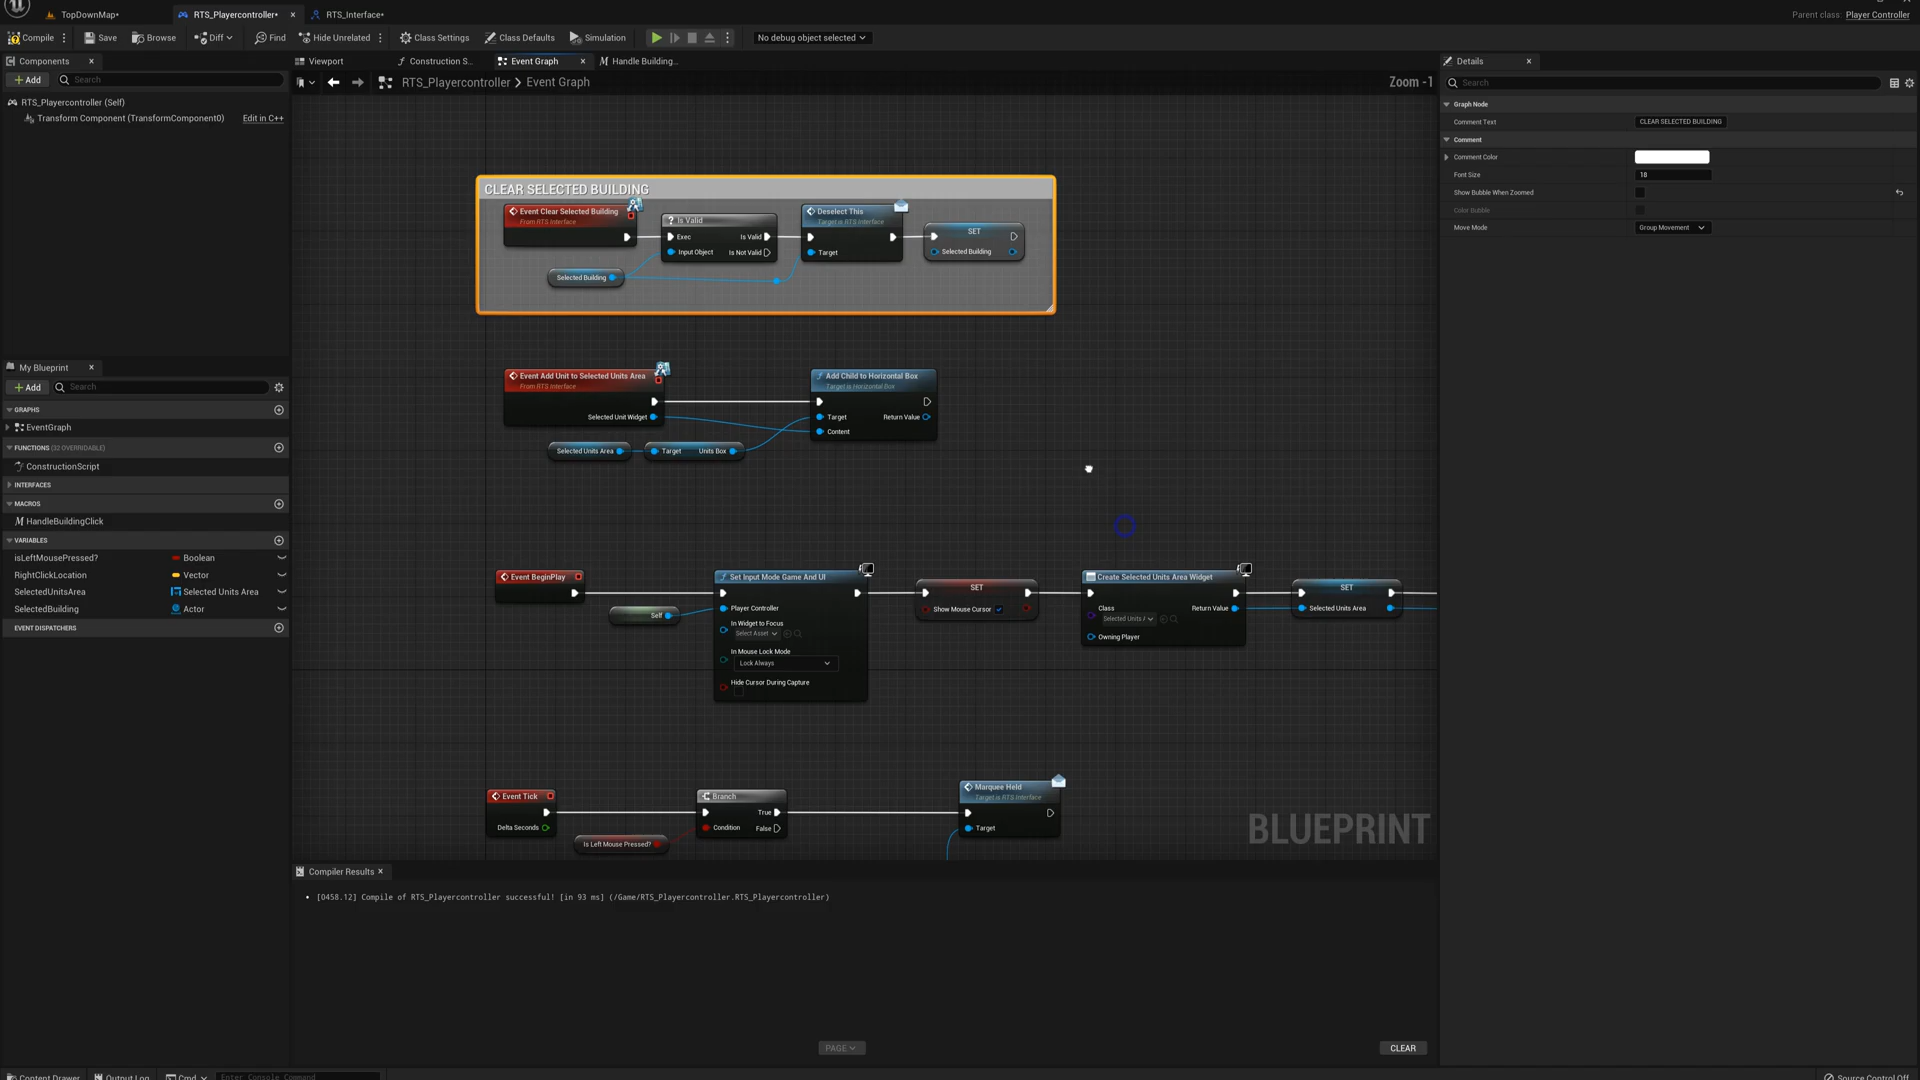 TopDownMap•
RTS_Playercontroller•
RTS_Interface•
Parent class: Player Controller
Compile
Save
Browse
Diff
Find
Hide Unrelated
Class Settings
Class Defaults
Simulation
No debug object selected
Components
Add
Search
RTS_Playercontroller (Self)
Transform Component (TransformComponent0)
Edit in C++
My Blueprint
Add
Search
GRAPHS
EventGraph
FUNCTIONS (32 OVERRIDABLE)
ConstructionScript
INTERFACES
MACROS
HandleBuildingClick
VARIABLES
isLeftMousePressed? Boolean
RightClickLocation Vector
SelectedUnitsArea Selected Units Area
SelectedBuilding Actor
EVENT DISPATCHERS
Viewport
Construction S...
Event Graph
Handle Building...
RTS_Playercontroller > Event Graph
Zoom -1
CLEAR SELECTED BUILDING
Event Clear Selected Building
From RTS Interface
Is Valid
Exec
Is Valid
Input Object
Is Not Valid
Selected Building
Deselect This
Target is RTS Interface
Target
SET
Selected Building
Event Add Unit to Selected Units Area
From RTS Interface
Selected Unit Widget
Selected Units Area
Target Units Box
Add Child to Horizontal Box
Target is Horizontal Box
Target
Return Value
Content
Event BeginPlay
Self
Set Input Mode Game And UI
Player Controller
In Widget to Focus
Select Asset
In Mouse Lock Mode
Lock Always
Hide Cursor During Capture
SET
Show Mouse Cursor
Create Selected Units Area Widget
Class
Return Value
Selected Units A
Owning Player
SET
Selected Units Area
Event Tick
Delta Seconds
Is Left Mouse Pressed?
Branch
True
Condition
False
Marquee Held
Target is RTS Interface
Target
BLUEPRINT
Compiler Results
• [0458.12] Compile of RTS_Playercontroller successful! [in 93 ms] (/Game/RTS_Playercontroller.RTS_Playercontroller)
PAGE
CLEAR
Details
Search
Graph Node
Comment Text CLEAR SELECTED BUILDING
Comment
Comment Color
Font Size 18
Show Bubble When Zoomed
Color Bubble
Move Mode Group Movement
Content Drawer
Output Log
Cmd
Enter Console Command
Source Control Off